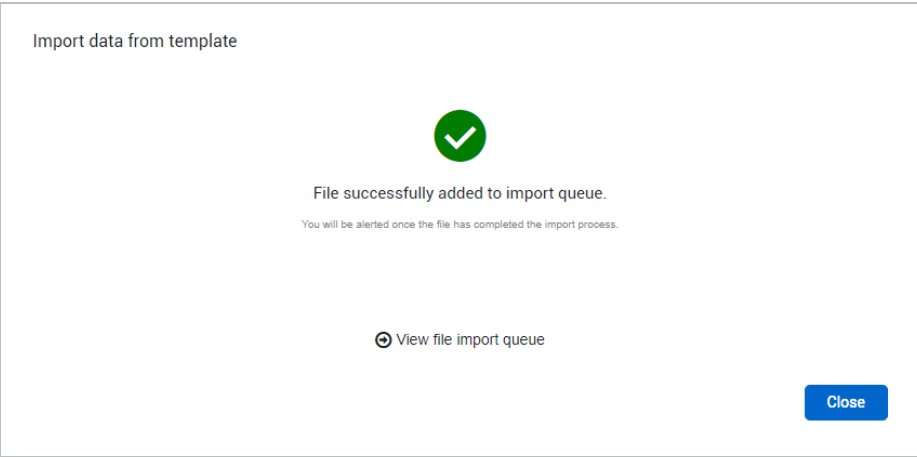 Import data from template
File successfully added to import queue.
You will be alerted once the file has completed the import process.
View file import queue
Close